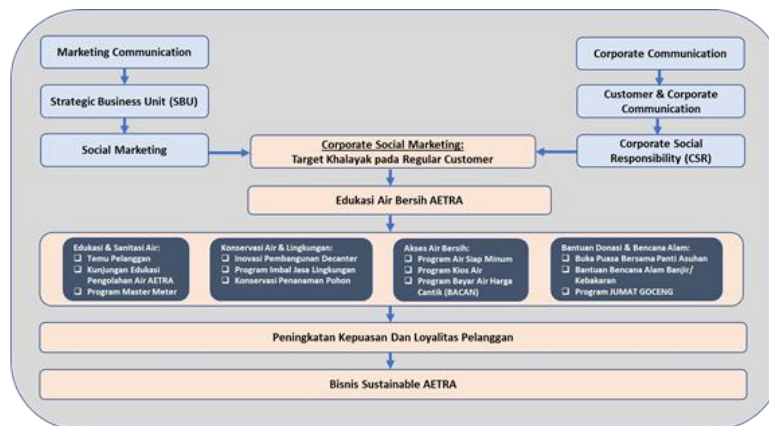 Marketing Communication
Strategic Business Unit (SBU)
Social Marketing
Corporate Communication
Customer & Corporate
Communication
Corporate Social
Responsibility (CSR)
Corporate Social Marketing:
Target Khalayak pada Regular Customer
Edukasi Air Bersih AETRA
Edukasi & Sanitasi Air:
Temu Pelanggan
Kunjungan Edukasi
Pengolahan Air AETRA
Program Master Meter
Konservasi Air & Lingkungan:
Inovasi Pembangunan Decanter
Program Imbal Jasa Lingkungan
Konservasi Penanaman Pohon
Akses Air Bersih:
Program Air Siap Minum
Program Kios Air
Program Bayar Air Harga
Cantik (BACAN)
Bantuan Donasi & Bencana Alam:
Buka Puasa Bersama Panti Asuhan
Bantuan Bencana Alam Banjir/
Kebakaran
Program JUMAT GOCENG
Peningkatan Kepuasan Dan Loyalitas Pelanggan
Bisnis Sustainable AETRA